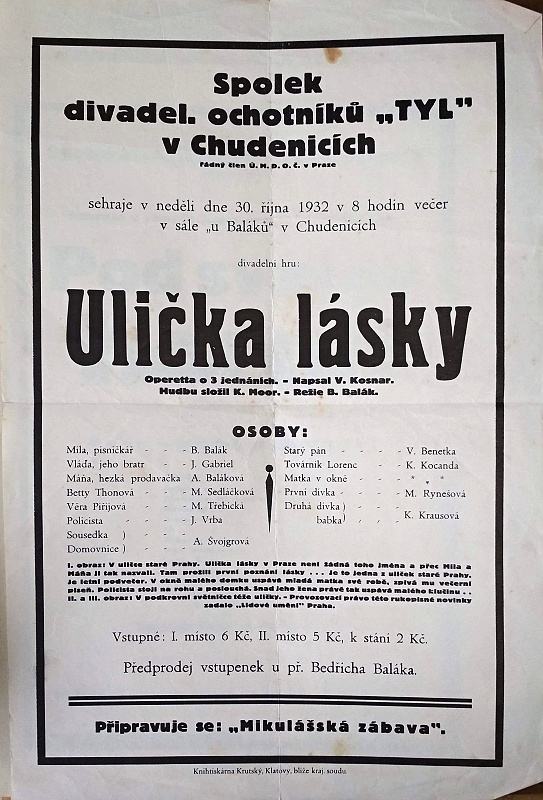 Spolek
divadel. ochotníků „TYL"
v Chudenicích
řádný člen Ú. M. D. O. Č. v Praze
sehraje v neděli dne 30. října 1932 v 8 hodin večer
v sále „u Baláků" v Chudenicích
divadelní hru:
Ulička lásky
Operetta o 3 jednáních. - Napsal V. Kosnar.
Hudbu složil K. Moor. - Režie B. Balák.
OSOBY:
Míla, písničkář - - - B. Balák
Vláďa, jeho bratr - - - J. Gabriel
Máňa, hezká prodavačka A. Baláková
Betty Thonová - - - M. Sedláčková
Věra Piřijová - - - M. Třebická
Policista - - - J. Vrba
Sousedka )
Domovnice ) - - - A. Švojgrová
Starý pán - - - - V. Benetka
Továrník Lorenc - - - K. Kocanda
Matka v okně - - - * * *
První dívka - - - - M. Rynešová
Druhá dívka )
babka ) - - - K. Krausová
I. obraz: V uličce staré Prahy. Ulička lásky v Praze není žádná toho jména a přec Míla a
Máňa ji tak nazvali. Tam prožili první poznání lásky . . . Je to jedna z uliček staré Prahy.
Je letní podvečer. V okně malého domku uspává mladá matka své robě, zpívá mu večerní
píseň. Policista stojí na rohu a poslouchá. Snad jeho žena právě tak uspává malého klučinu . .
II. a III. obraz: V podkrovní světničce téže uličky. - Provozovací právo této rukopisné novinky
zadalo „Lidové umění" Praha.
Vstupné: I. místo 6 Kč, II. místo 5 Kč, k stání 2 Kč.
Předprodej vstupenek u př. Bedřicha Baláka.
Připravuje se: „Mikulášská zábava".
Knihtiskárna Krutský, Klatovy, blíže kraj. soudu.